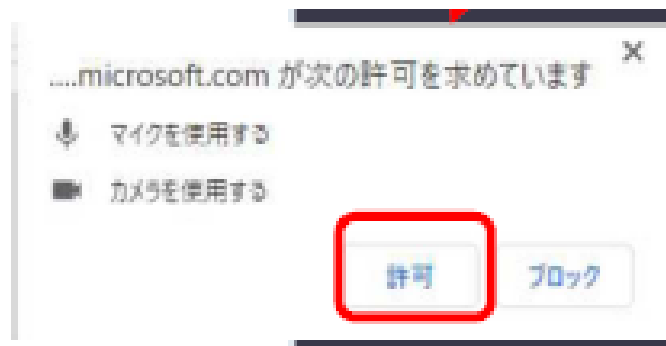 ....microsoft.com が次の許可を求めています
マイクを使用する
カメラを使用する
許可
ブロック